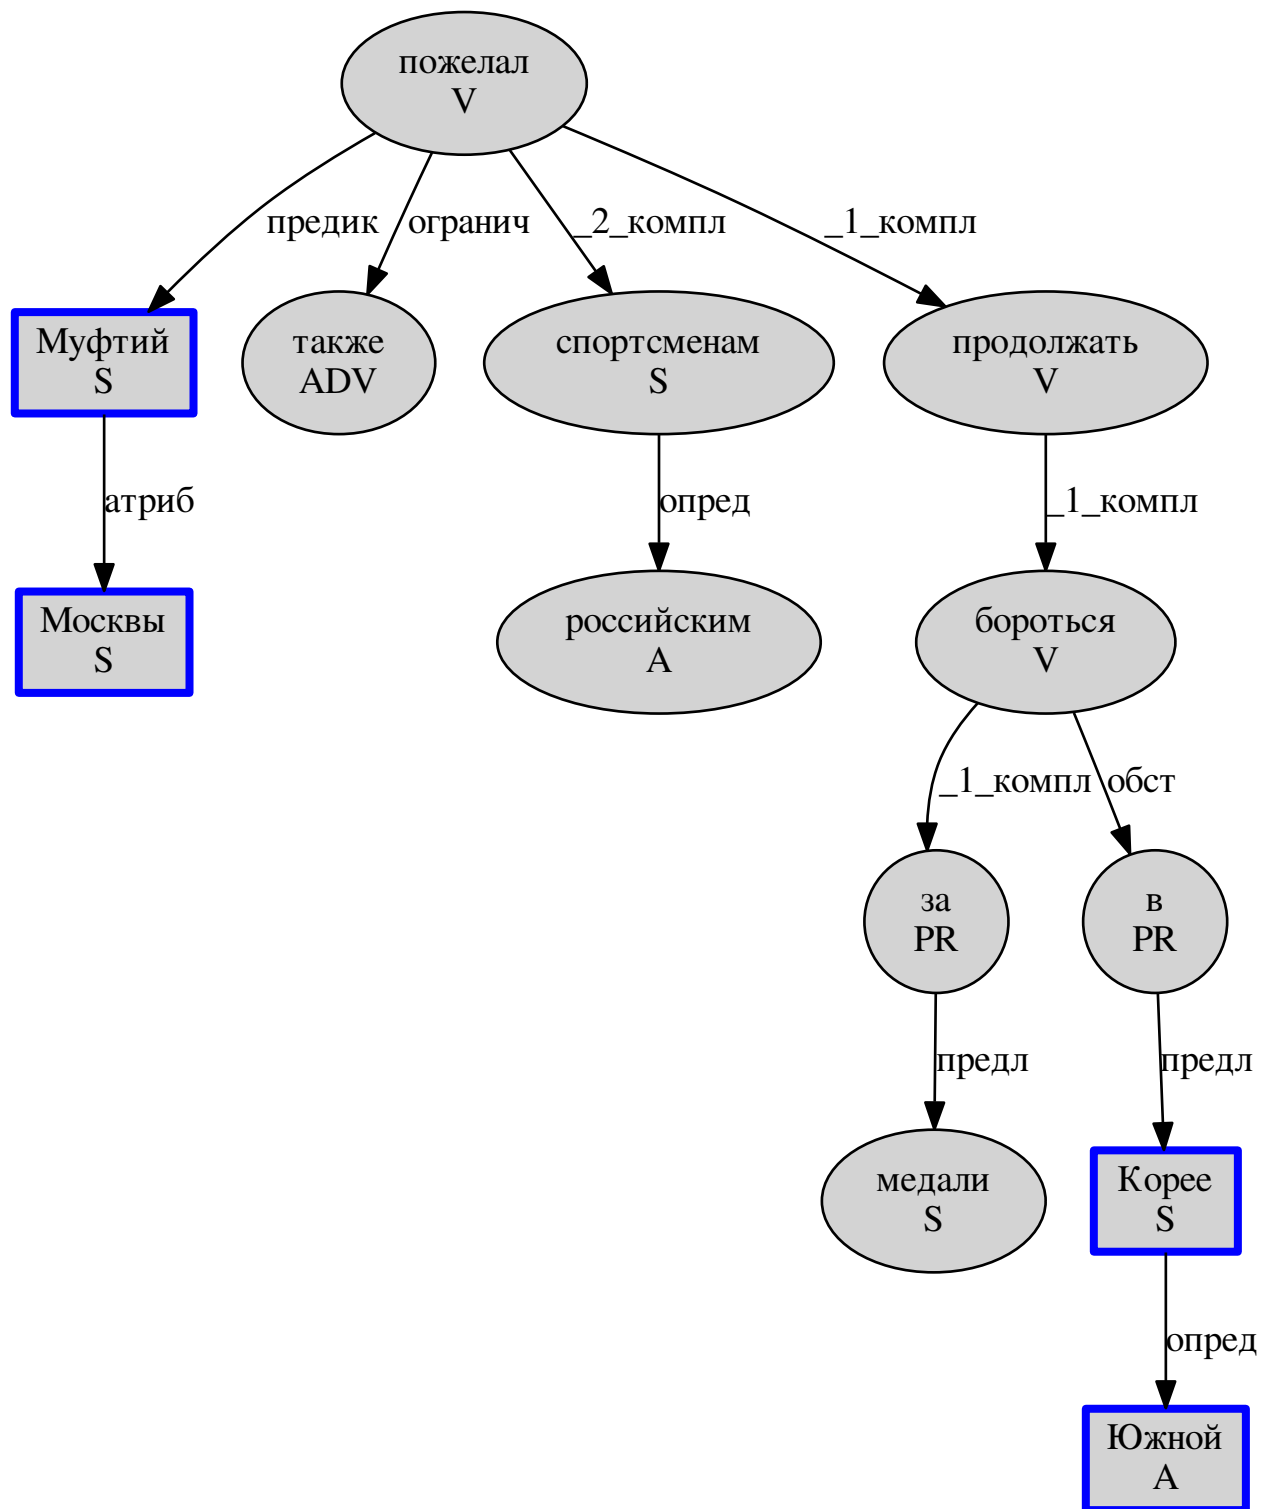 пожелал
V
предик
огранич
_2_компл
_1_компл
Муфтий
S
также
ADV
спортсменам
S
продолжать
V
атриб
опред
_1_компл
Москвы
S
российским
A
бороться
V
_1_компл
обст
за
PR
в
PR
предл
предл
медали
S
Корее
S
опред
Южной
A